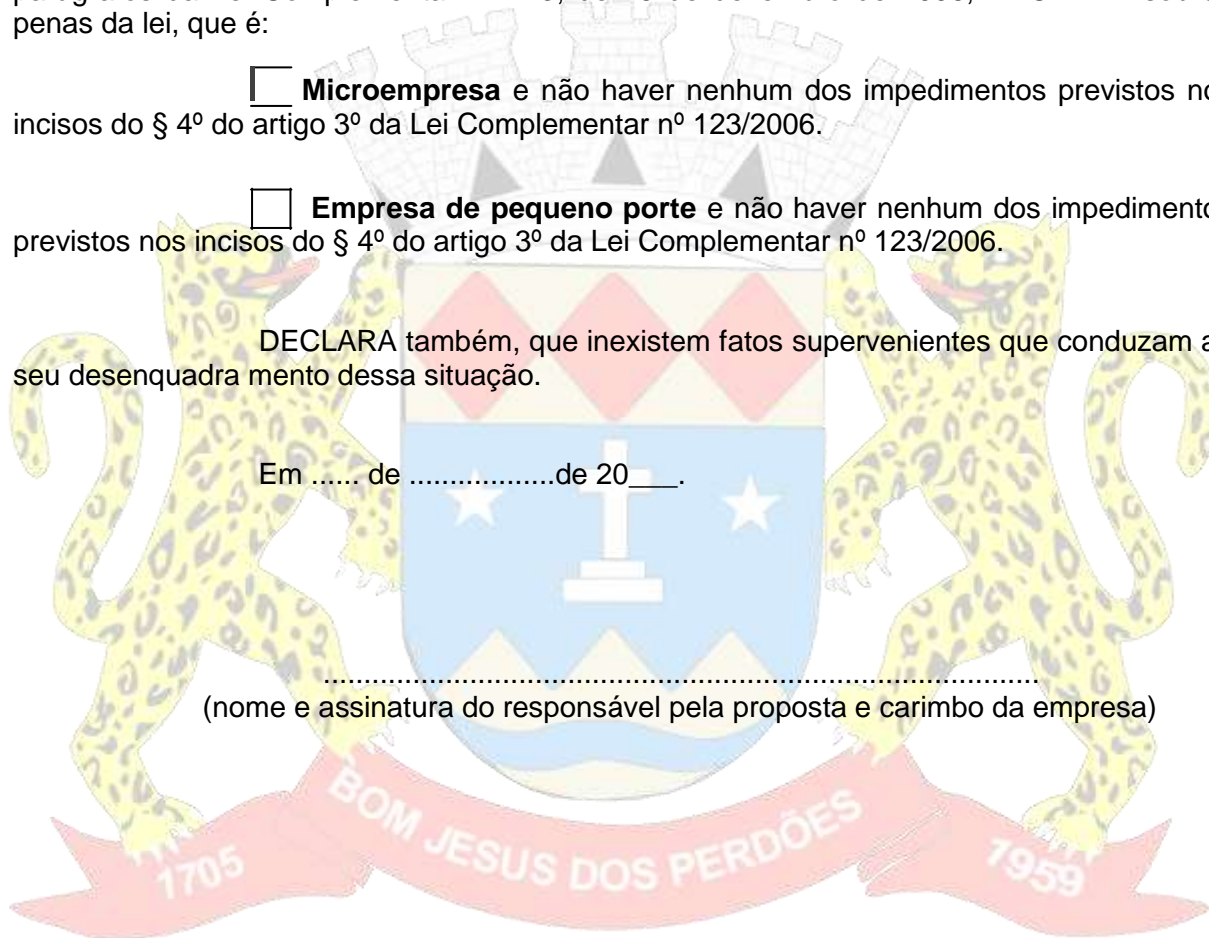 penas da lei, que é:
Microempresa e não haver nenhum dos impedimentos previstos no
incisos do § 4º do artigo 3º da Lei Complementar nº 123/2006.
Empresa de pequeno porte e não haver nenhum dos impedimento
previstos nos incisos do § 4º do artigo 3º da Lei Complementar nº 123/2006.
DECLARA também, que inexistem fatos supervenientes que conduzam a
seu desenquadra mento dessa situação.
Em ...... de ..................de 20___.
.............................................................................................
(nome e assinatura do responsável pela proposta e carimbo da empresa)
BOM JESUS DOS PERDÕES
1705
1959